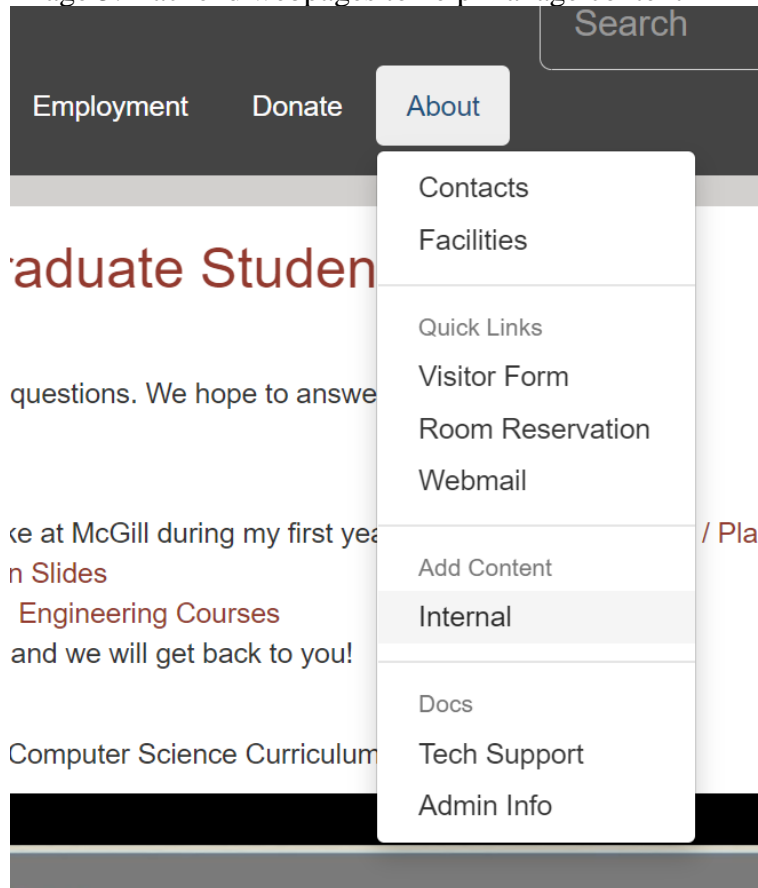 Search
Employment Donate About
Contacts
Facilities
Quick Links
Visitor Form
Room Reservation
Webmail
Add Content
Internal
Docs
Tech Support
Admin Info
raduate Studen
questions. We hope to answe
ke at McGill during my first yea / Pla
n Slides
Engineering Courses
and we will get back to you!
Computer Science Curriculum